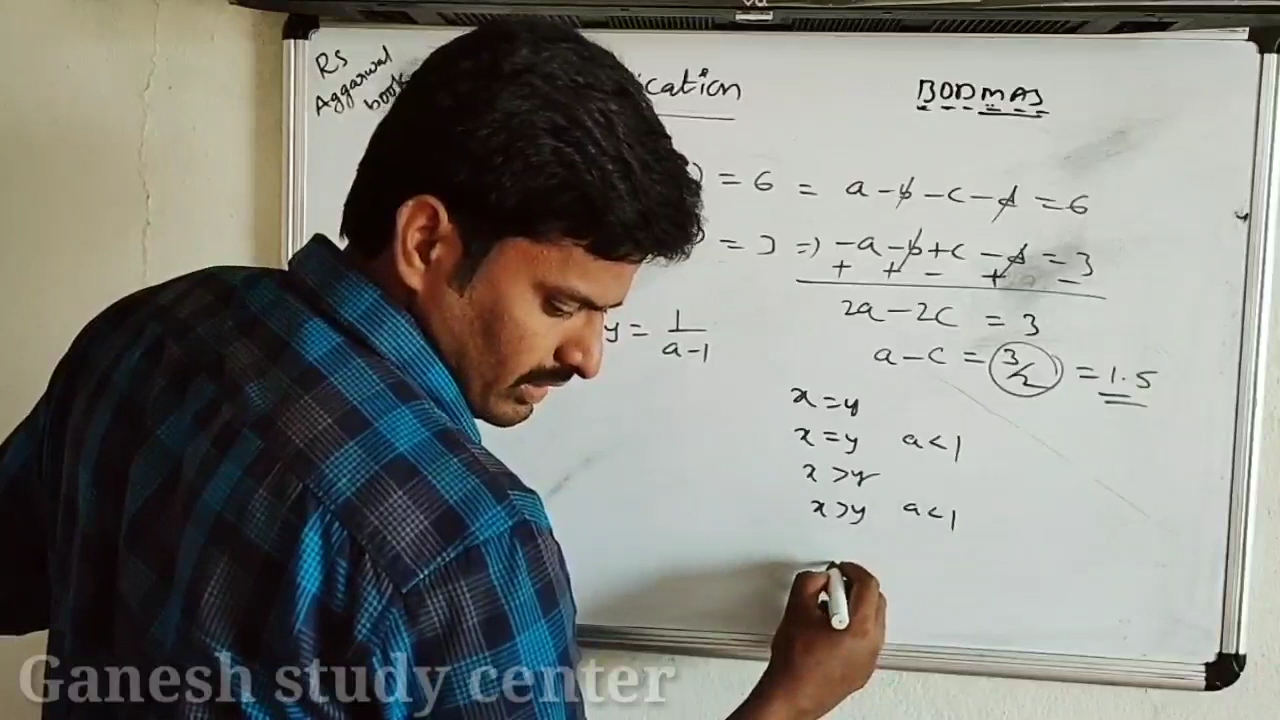 RS
Aggarwal
book
cation
BODMAS
) = 6 = a - b - c - d = 6
) = 3 => -a - b + c - d = 3
+ + - + -
2a - 2c = 3
y = 1/(a-1)
a - c = 3/2 = 1.5
x = y
x = y a < 1
x > y
x > y a < 1
Ganesh study center